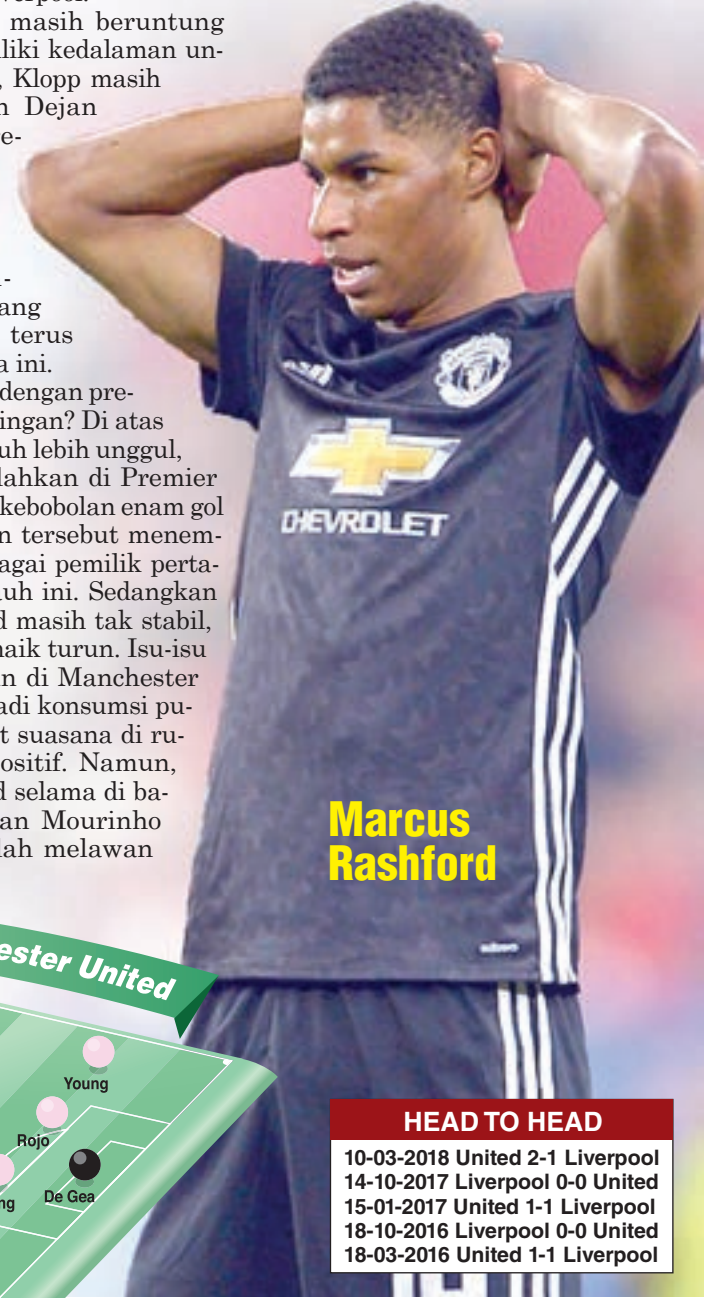 masih beruntung
liki kedalaman un-
, Klopp masih
Dejan
e-
ang
terus
a ini.
dengan pre-
ingan? Di atas
uh lebih unggul,
lahkan di Premier
kebobolan enam gol
n tersebut menem-
agai pemilik perta-
uh ini. Sedangkan
d masih tak stabil,
naik turun. Isu-isu
n di Manchester
adi konsumsi pu-
t suasana di ru-
ositif. Namun,
d selama di ba-
an Mourinho
lah melawan
CHEVROLET
Marcus
Rashford
ester United
Young
Rojo
ng
De Gea
HEAD TO HEAD
10-03-2018 United 2-1 Liverpool
14-10-2017 Liverpool 0-0 United
15-01-2017 United 1-1 Liverpool
18-10-2016 Liverpool 0-0 United
18-03-2016 United 1-1 Liverpool